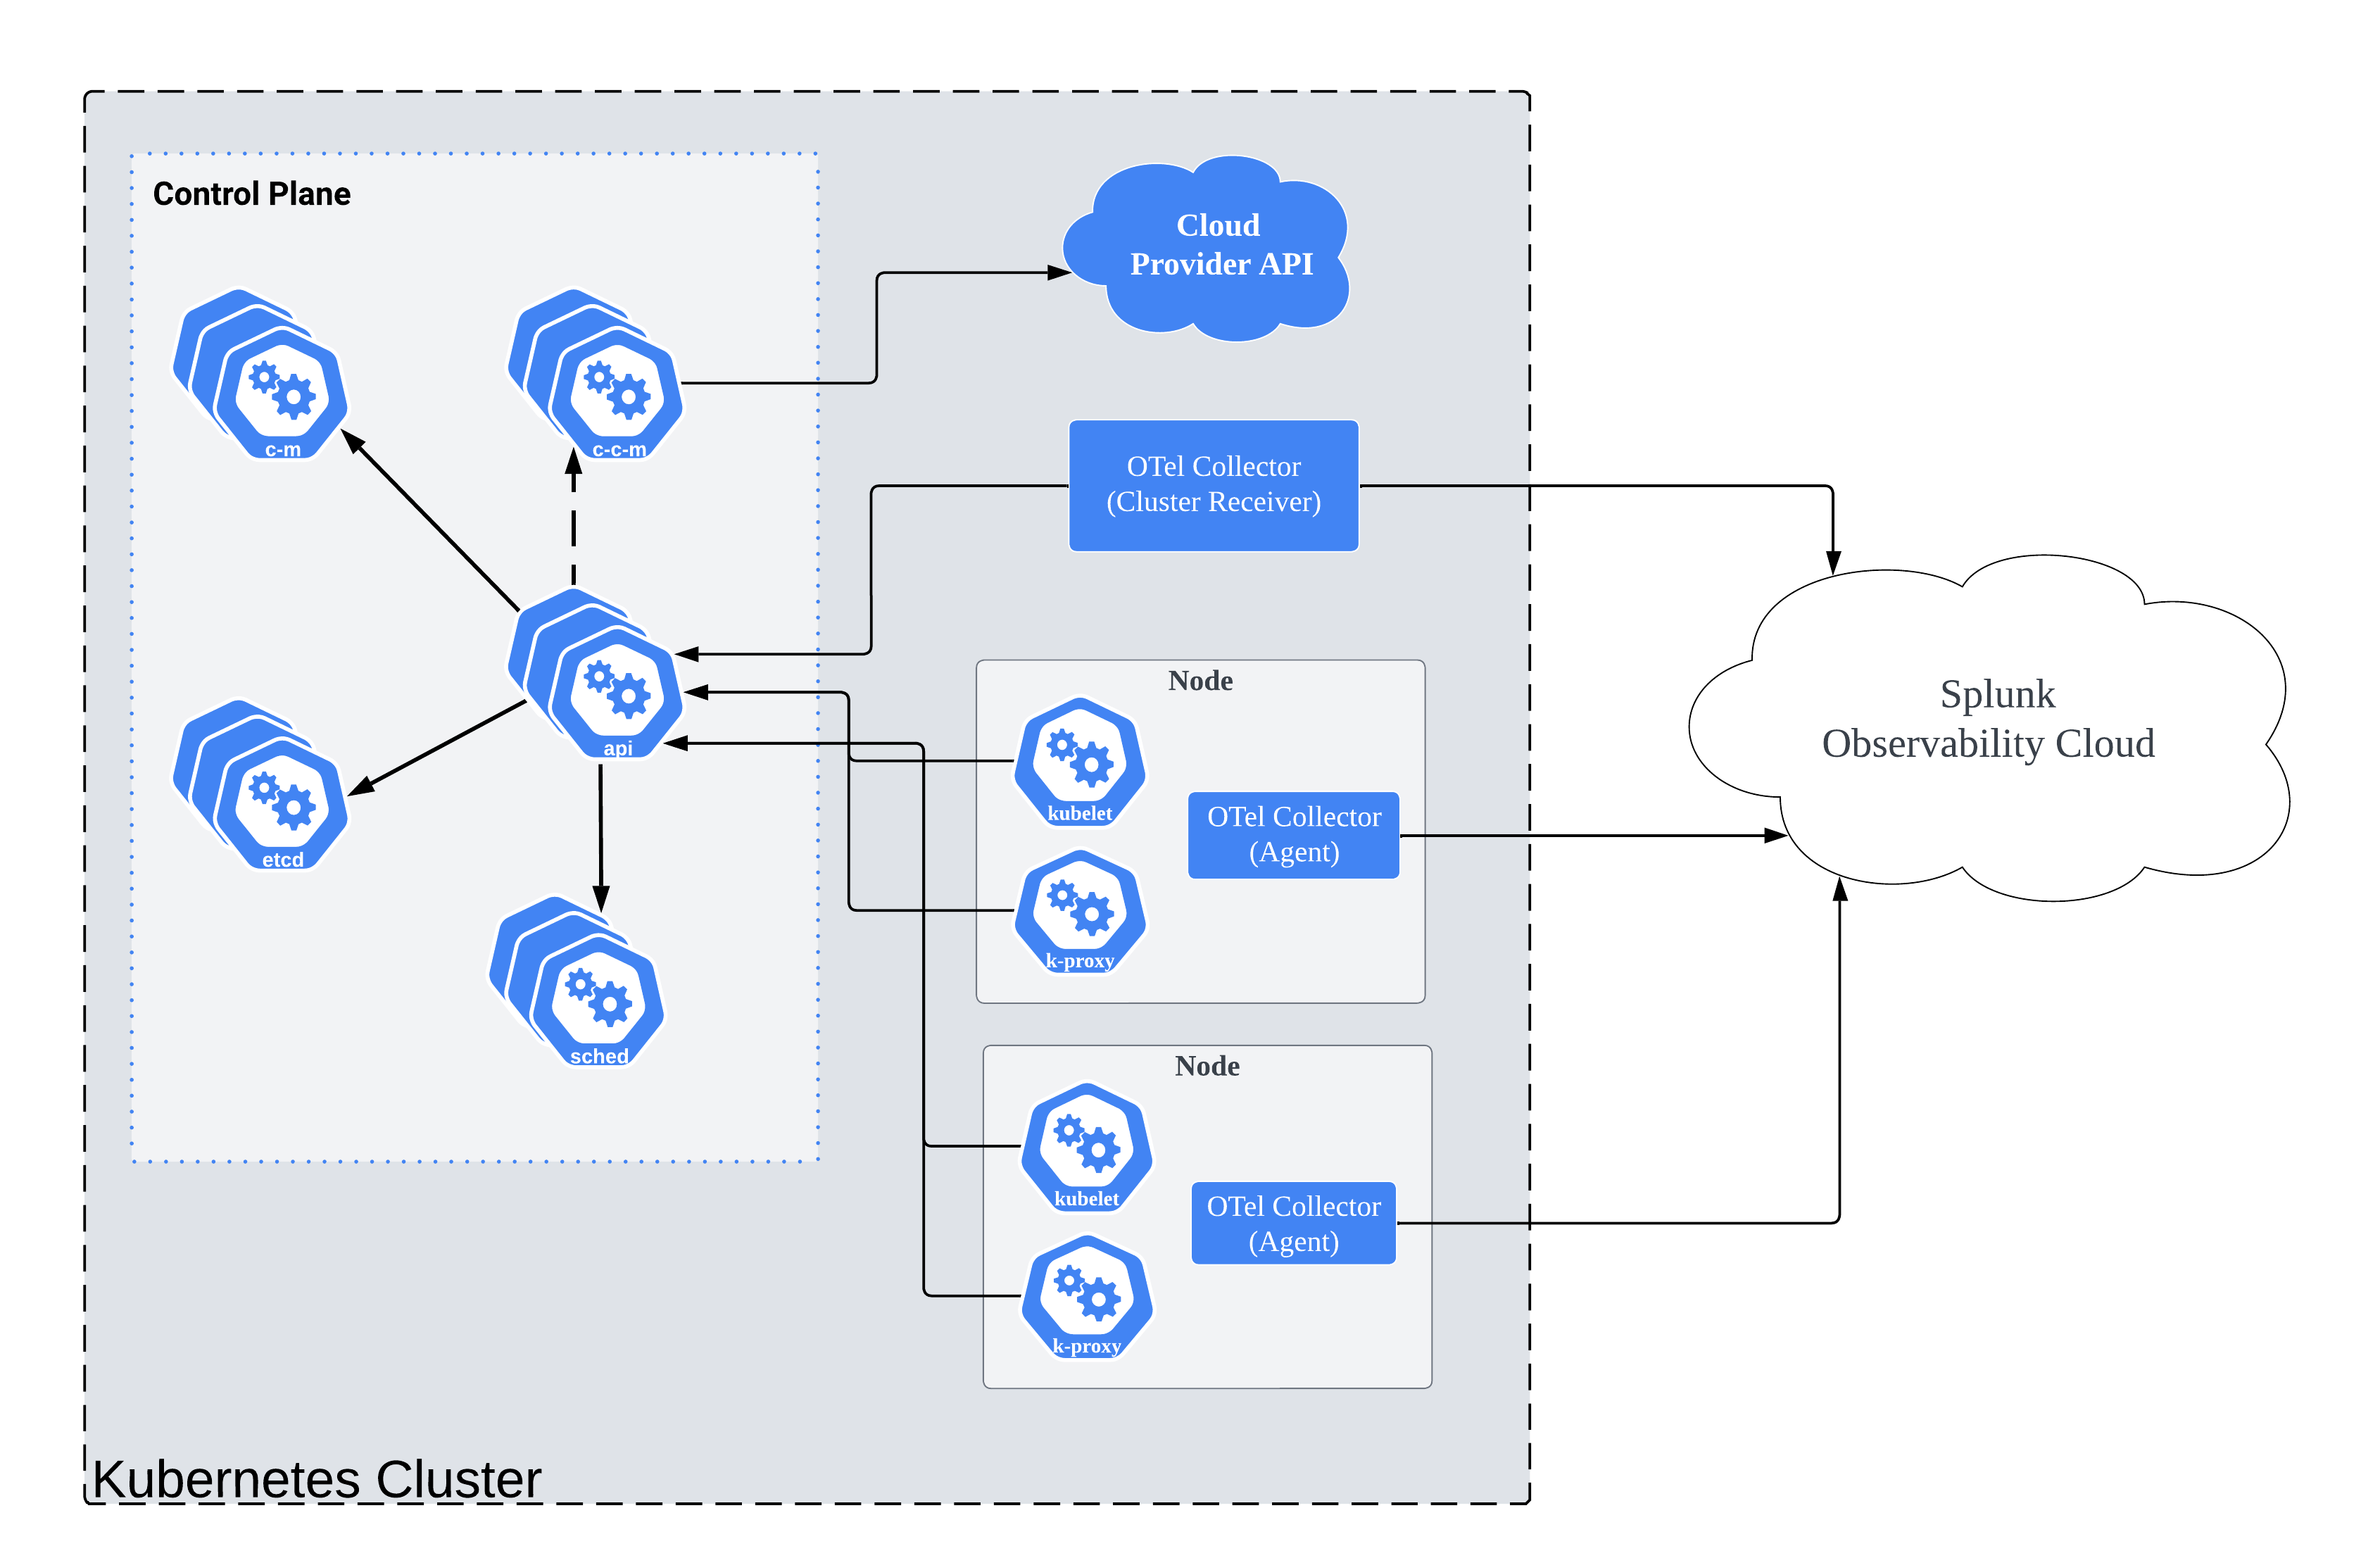 Control Plane
c-m
c-c-m
api
etcd
sched
Cloud
Provider API
OTel Collector
(Cluster Receiver)
Node
kubelet
k-proxy
OTel Collector
(Agent)
Node
kubelet
k-proxy
OTel Collector
(Agent)
Splunk
Observability Cloud
Kubernetes Cluster